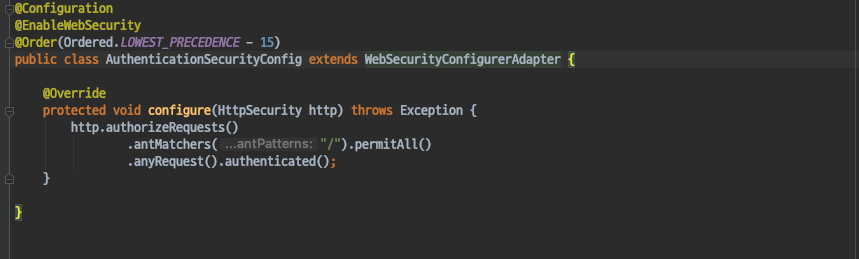 @Configuration
@EnableWebSecurity
@Order(Ordered.LOWEST_PRECEDENCE - 15)
public class AuthenticationSecurityConfig extends WebSecurityConfigurerAdapter {
@Override
protected void configure(HttpSecurity http) throws Exception {
http.authorizeRequests()
.antMatchers( ...antPatterns: "/").permitAll()
.anyRequest().authenticated();
}
}